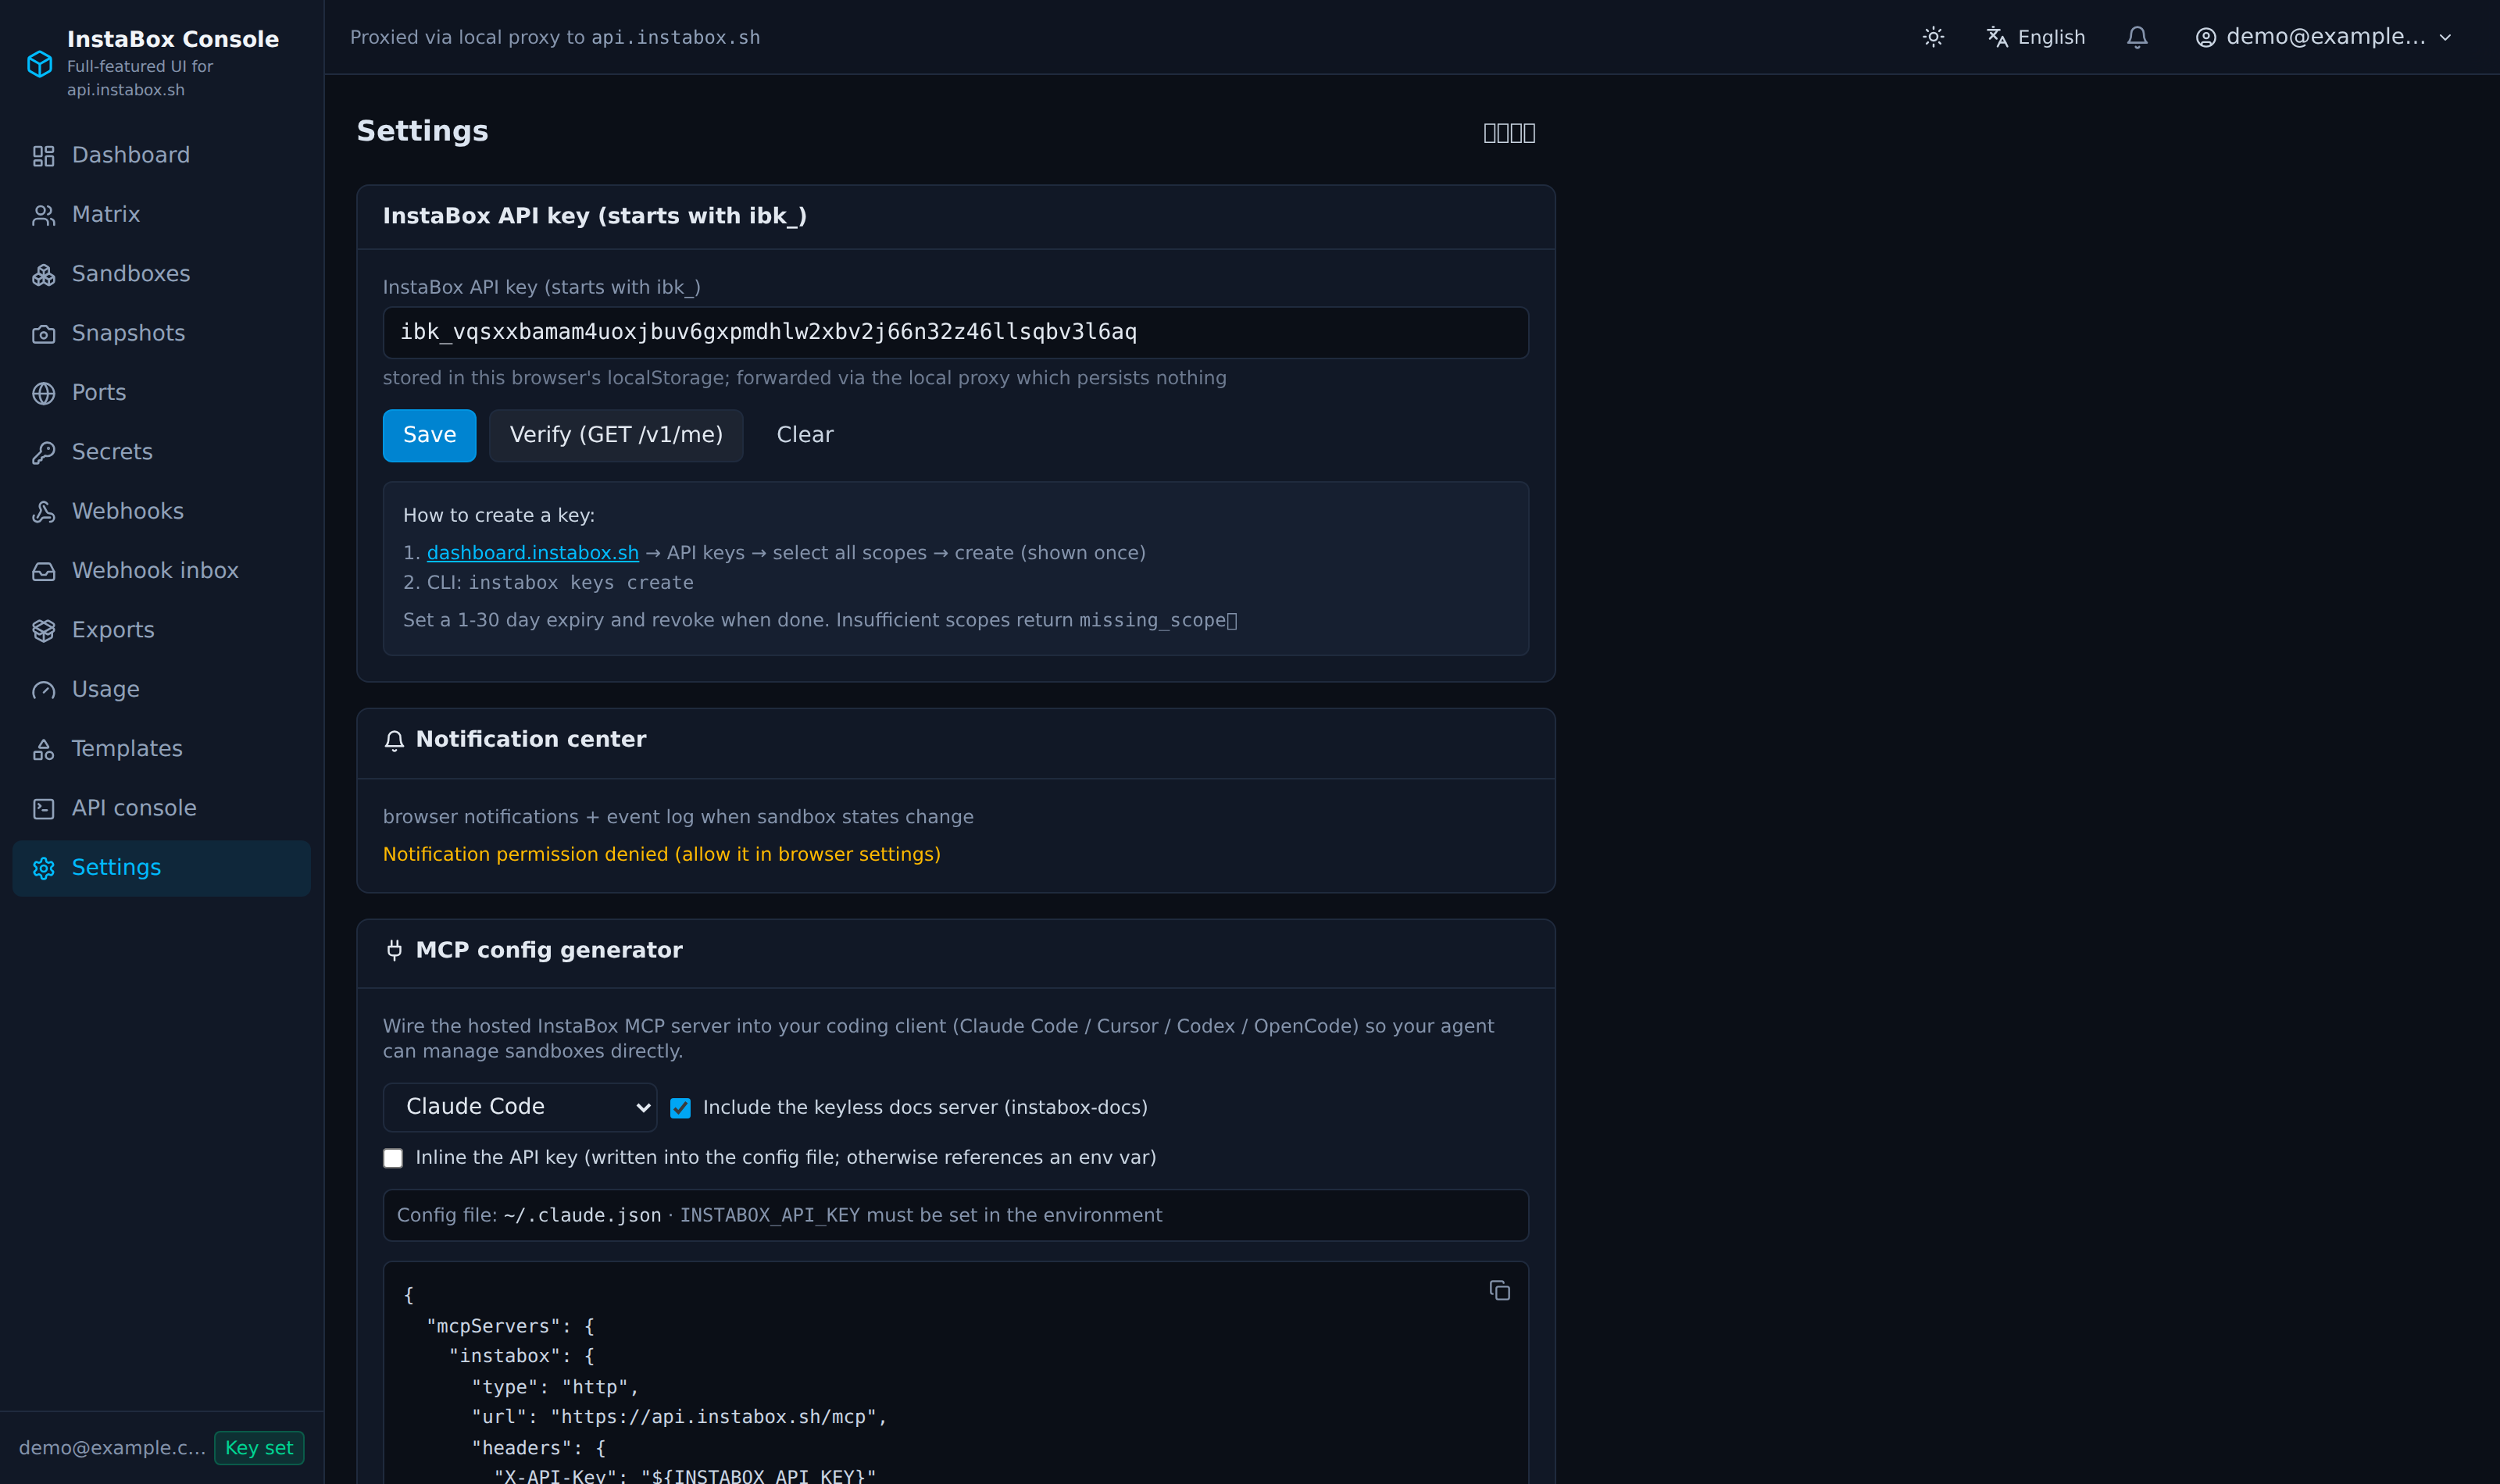 InstaBox Console
Full-featured UI for
api.instabox.sh
Dashboard
Matrix
Sandboxes
Snapshots
Ports
Secrets
Webhooks
Webhook inbox
Exports
Usage
Templates
API console
Settings
demo@example.c... Key set
Proxied via local proxy to api.instabox.sh
English
demo@example...
Settings
InstaBox API key (starts with ibk_)
InstaBox API key (starts with ibk_)
ibk_vqsxxbamam4uoxjbuv6gxpmdhlw2xbv2j66n32z46llsqbv3l6aq
stored in this browser's localStorage; forwarded via the local proxy which persists nothing
Save Verify (GET /v1/me) Clear
How to create a key:
1. dashboard.instabox.sh → API keys → select all scopes → create (shown once)
2. CLI: instabox keys create
Set a 1-30 day expiry and revoke when done. Insufficient scopes return missing_scope
Notification center
browser notifications + event log when sandbox states change
Notification permission denied (allow it in browser settings)
MCP config generator
Wire the hosted InstaBox MCP server into your coding client (Claude Code / Cursor / Codex / OpenCode) so your agent
can manage sandboxes directly.
Claude Code Include the keyless docs server (instabox-docs)
Inline the API key (written into the config file; otherwise references an env var)
Config file: ~/.claude.json · INSTABOX_API_KEY must be set in the environment
{
"mcpServers": {
"instabox": {
"type": "http",
"url": "https://api.instabox.sh/mcp",
"headers": {
"X-API-Key": "${INSTABOX_API_KEY}"